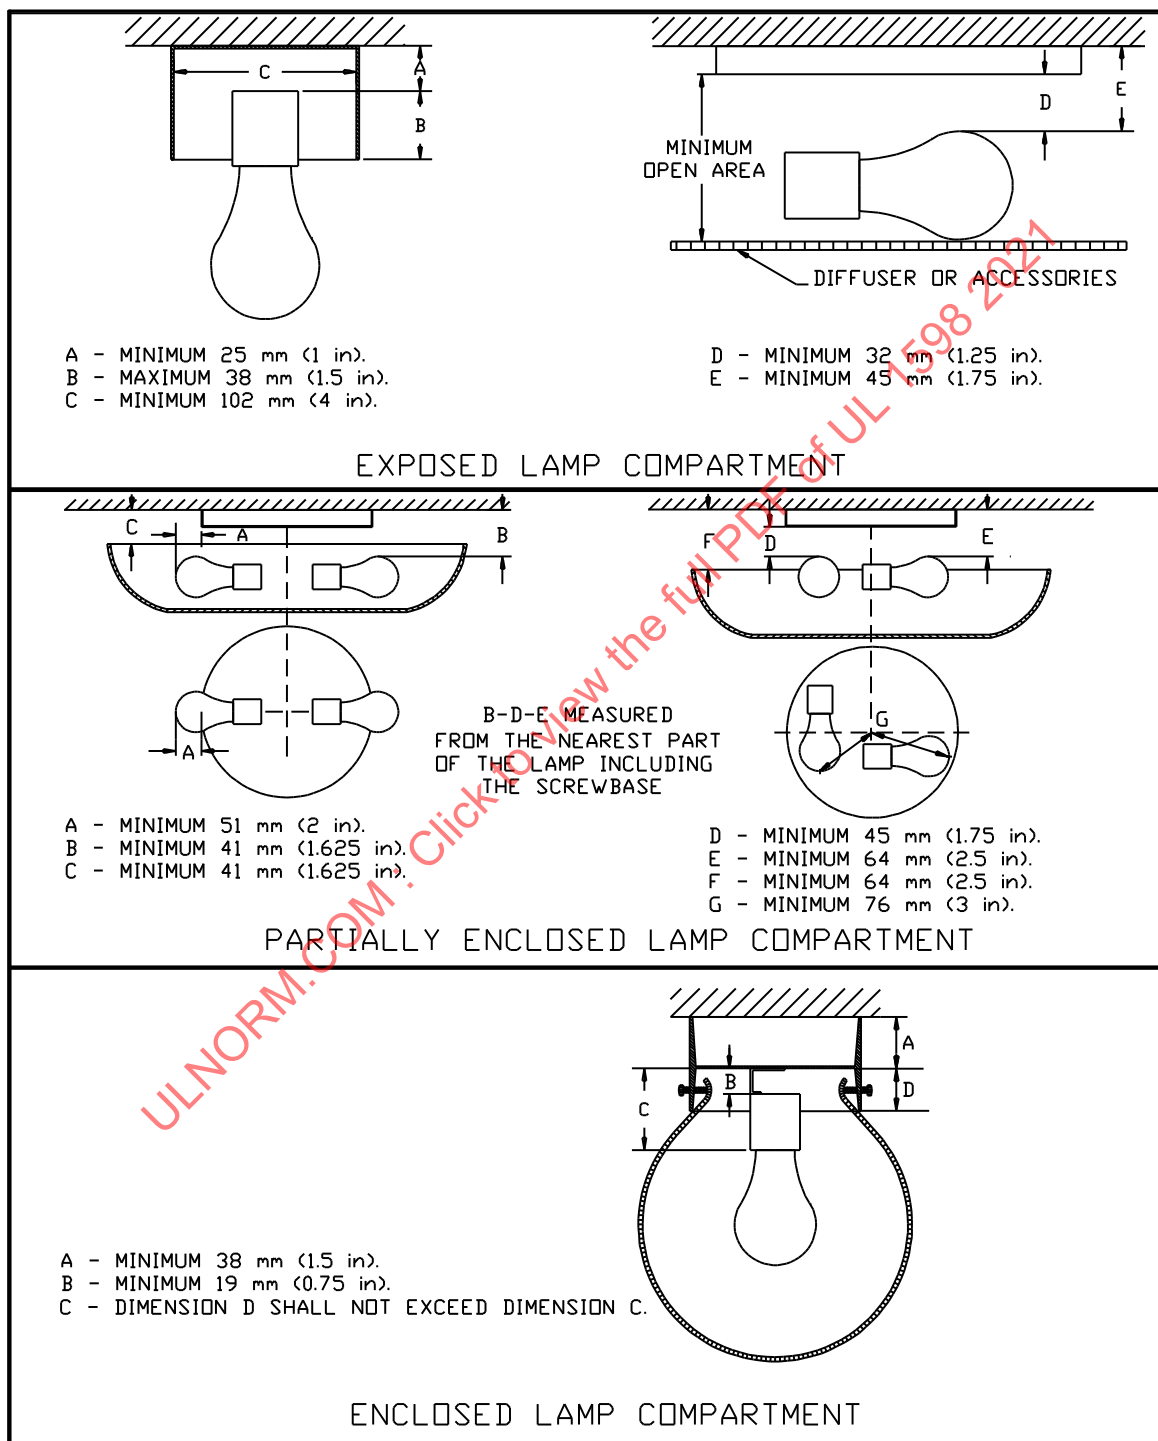 C
A
B
MINIMUM
OPEN AREA
D
E
DIFFUSER OR ACCESSORIES
A - MINIMUM 25 mm (1 in).
B - MAXIMUM 38 mm (1.5 in).
C - MINIMUM 102 mm (4 in).
D - MINIMUM 32 mm (1.25 in).
E - MINIMUM 45 mm (1.75 in).
EXPOSED LAMP COMPARTMENT
C
A
B
A
F
D
E
G
B-D-E MEASURED
FROM THE NEAREST PART
OF THE LAMP INCLUDING
THE SCREWBASE
A - MINIMUM 51 mm (2 in).
B - MINIMUM 41 mm (1.625 in).
C - MINIMUM 41 mm (1.625 in).
D - MINIMUM 45 mm (1.75 in).
E - MINIMUM 64 mm (2.5 in).
F - MINIMUM 64 mm (2.5 in).
G - MINIMUM 76 mm (3 in).
PARTIALLY ENCLOSED LAMP COMPARTMENT
A
B
D
C
A - MINIMUM 38 mm (1.5 in).
B - MINIMUM 19 mm (0.75 in).
C - DIMENSION D SHALL NOT EXCEED DIMENSION C.
ENCLOSED LAMP COMPARTMENT
ULNORM.COM : Click to view the full PDF of UL 1598 2021